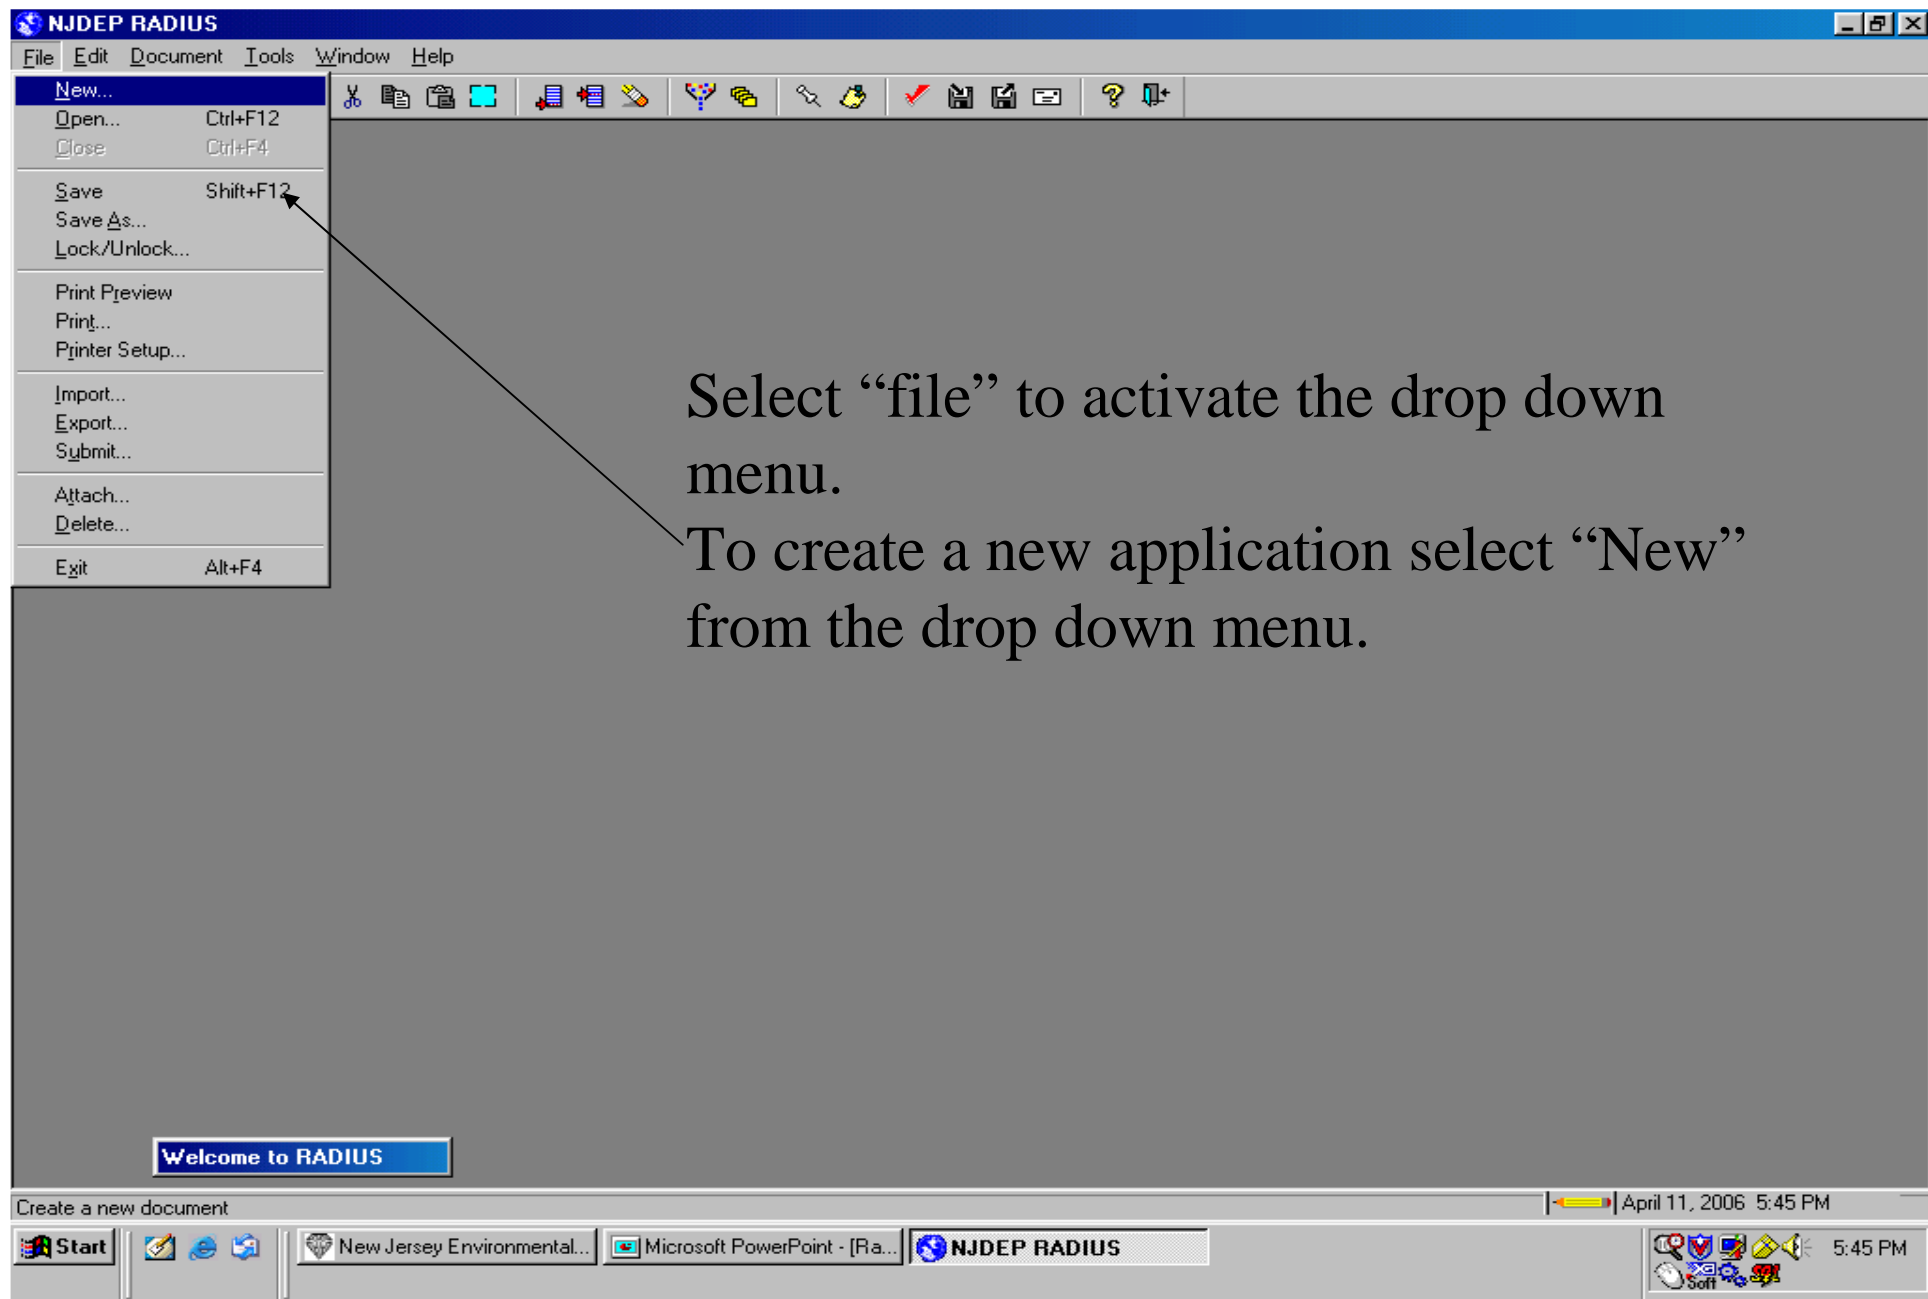 NJDEP RADIUS
File Edit Document Tools Window Help
New...
Open... Ctrl+F12
Close Ctrl+F4
Save Shift+F12
Save As...
Lock/Unlock...
Print Preview
Print...
Printer Setup...
Import...
Export...
Submit...
Attach...
Delete...
Exit Alt+F4
Select “file” to activate the drop down
menu.
To create a new application select “New”
from the drop down menu.
Welcome to RADIUS
Create a new document
April 11, 2006 5:45 PM
Start New Jersey Environmental... Microsoft PowerPoint - [Ra... NJDEP RADIUS 5:45 PM
Soft